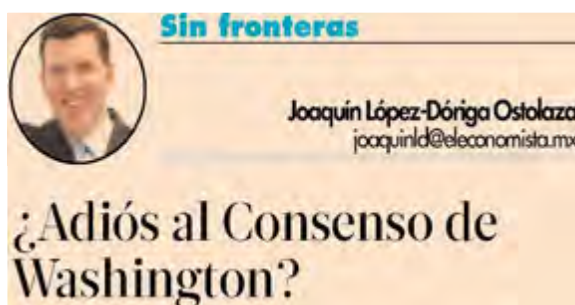 Sin fronteras
Joaquín López-Dóriga Ostolaza
joaquinld@eleconomista.mx
¿Adiós al Consenso de
Washington?